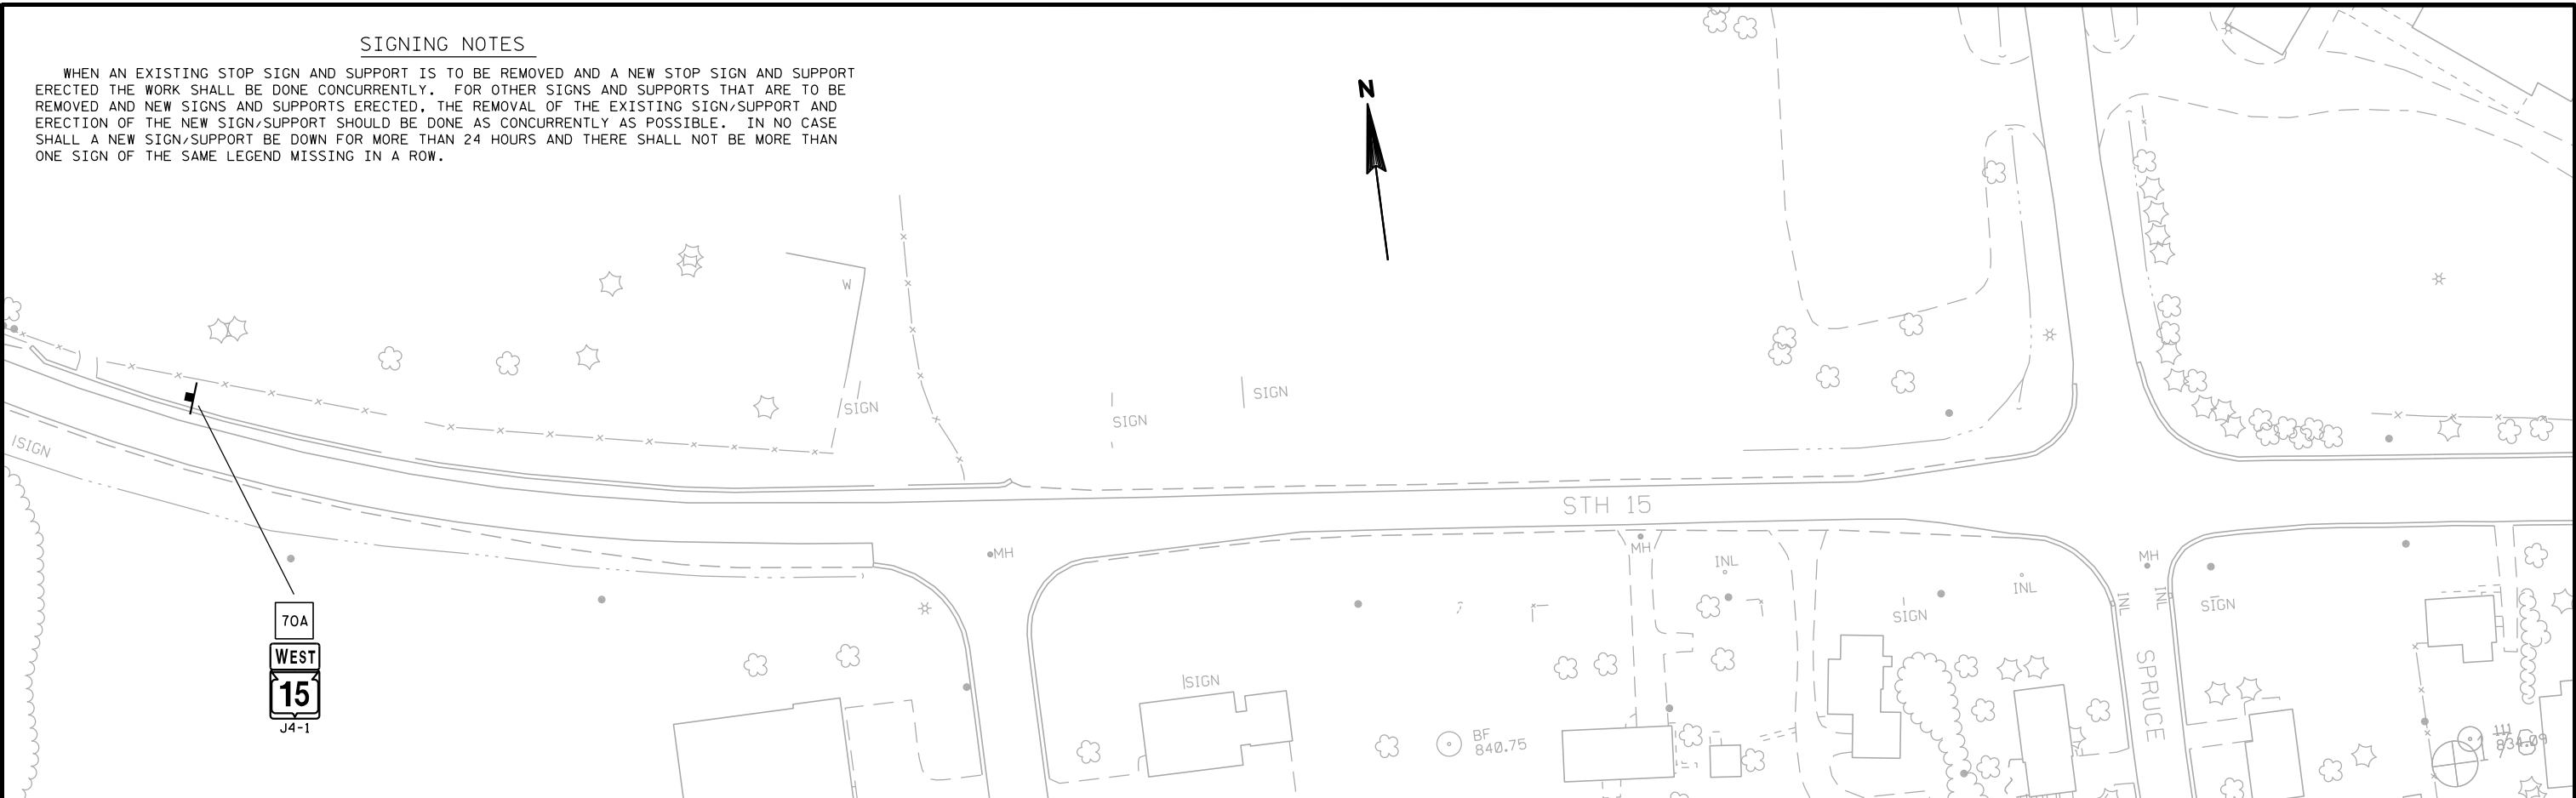 SIGNING NOTES
WHEN AN EXISTING STOP SIGN AND SUPPORT IS TO BE REMOVED AND A NEW STOP SIGN AND SUPPORT
ERECTED THE WORK SHALL BE DONE CONCURRENTLY. FOR OTHER SIGNS AND SUPPORTS THAT ARE TO BE
REMOVED AND NEW SIGNS AND SUPPORTS ERECTED, THE REMOVAL OF THE EXISTING SIGN/SUPPORT AND
ERECTION OF THE NEW SIGN/SUPPORT SHOULD BE DONE AS CONCURRENTLY AS POSSIBLE. IN NO CASE
SHALL A NEW SIGN/SUPPORT BE DOWN FOR MORE THAN 24 HOURS AND THERE SHALL NOT BE MORE THAN
ONE SIGN OF THE SAME LEGEND MISSING IN A ROW.
N
W
SIGN
SIGN
SIGN
SIGN
STH 15
MH
MH
MH
INL
INL
INL
INL
SIGN
SIGN
70A
WEST
15
J4-1
SIGN
SPRUCE
BF
840.75
834.09